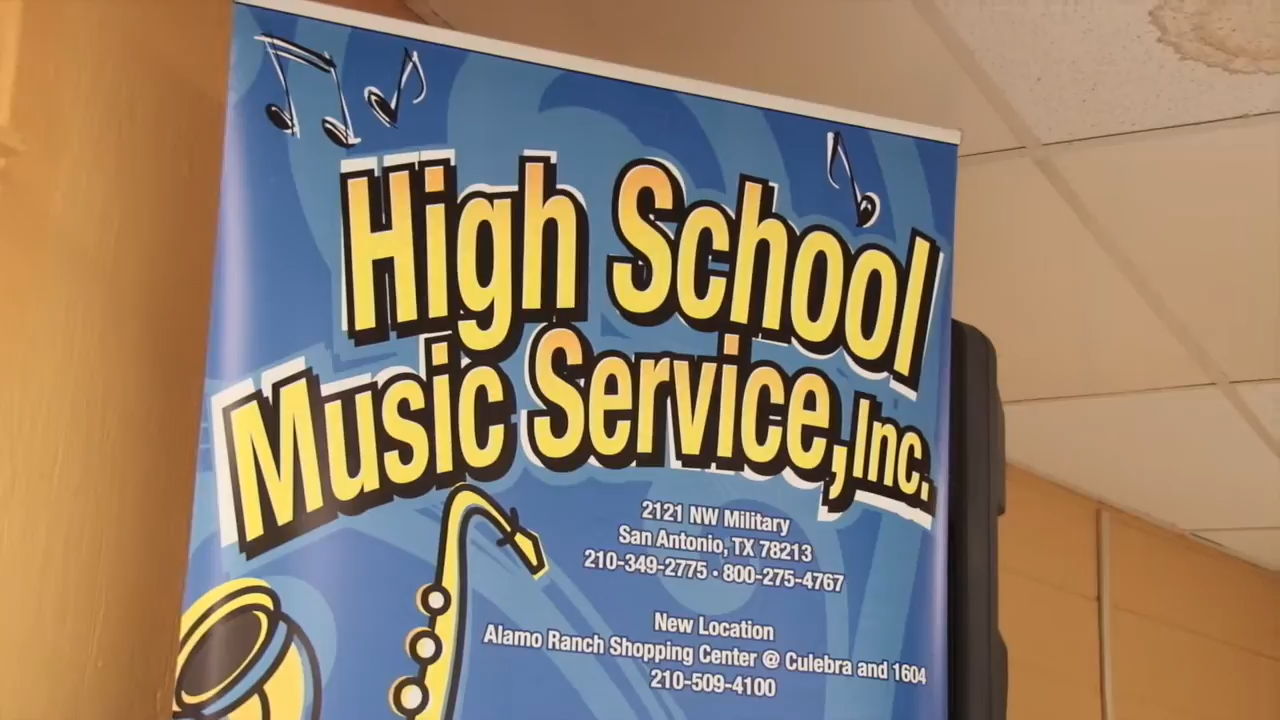 High School
Music Service, Inc.
2121 NW Military
San Antonio, TX 78213
210-349-2775 • 800-275-4767
New Location
Alamo Ranch Shopping Center @ Culebra and 1604
210-509-4100